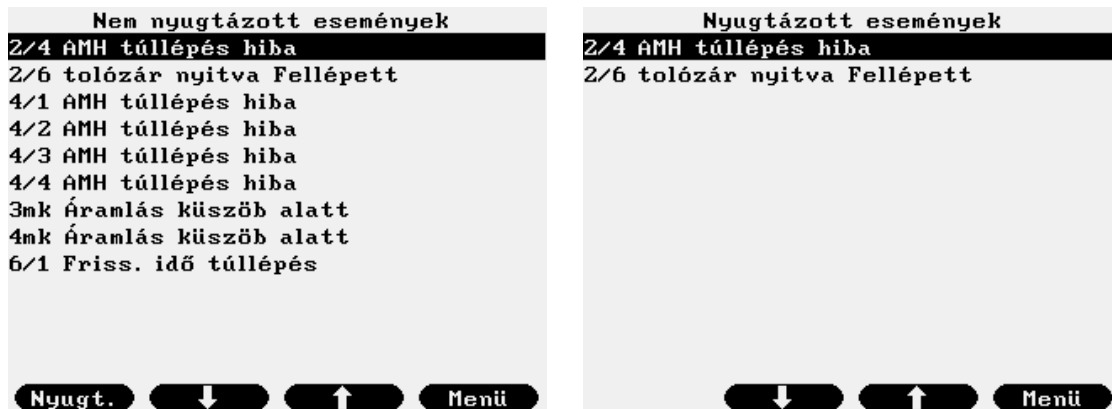 Nem nyugtázott események
2/4 AMH túllépés hiba
2/6 tolózár nyitva Fellépett
4/1 AMH túllépés hiba
4/2 AMH túllépés hiba
4/3 AMH túllépés hiba
4/4 AMH túllépés hiba
3mk Áramlás küszöb alatt
4mk Áramlás küszöb alatt
6/1 Friss. idő túllépés
Nyugt. Menü
Nyugtázott események
2/4 AMH túllépés hiba
2/6 tolózár nyitva Fellépett
Menü